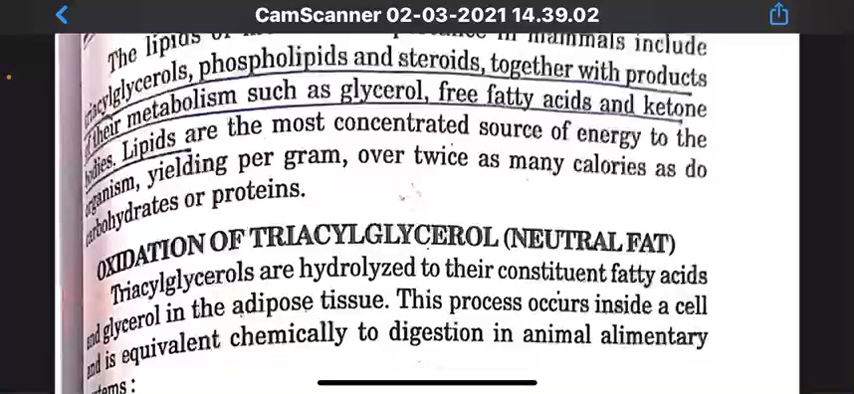 CamScanner 02-03-2021 14.39.02
The lipids of in mammals include
triacylglycerols, phospholipids and steroids, together with products
of their metabolism such as glycerol, free fatty acids and ketone
bodies. Lipids are the most concentrated source of energy to the
organism, yielding per gram, over twice as many calories as do
carbohydrates or proteins.
OXIDATION OF TRIACYLGLYCEROL (NEUTRAL FAT)
Triacylglycerols are hydrolyzed to their constituent fatty acids
and glycerol in the adipose tissue. This process occurs inside a cell
and is equivalent chemically to digestion in animal alimentary